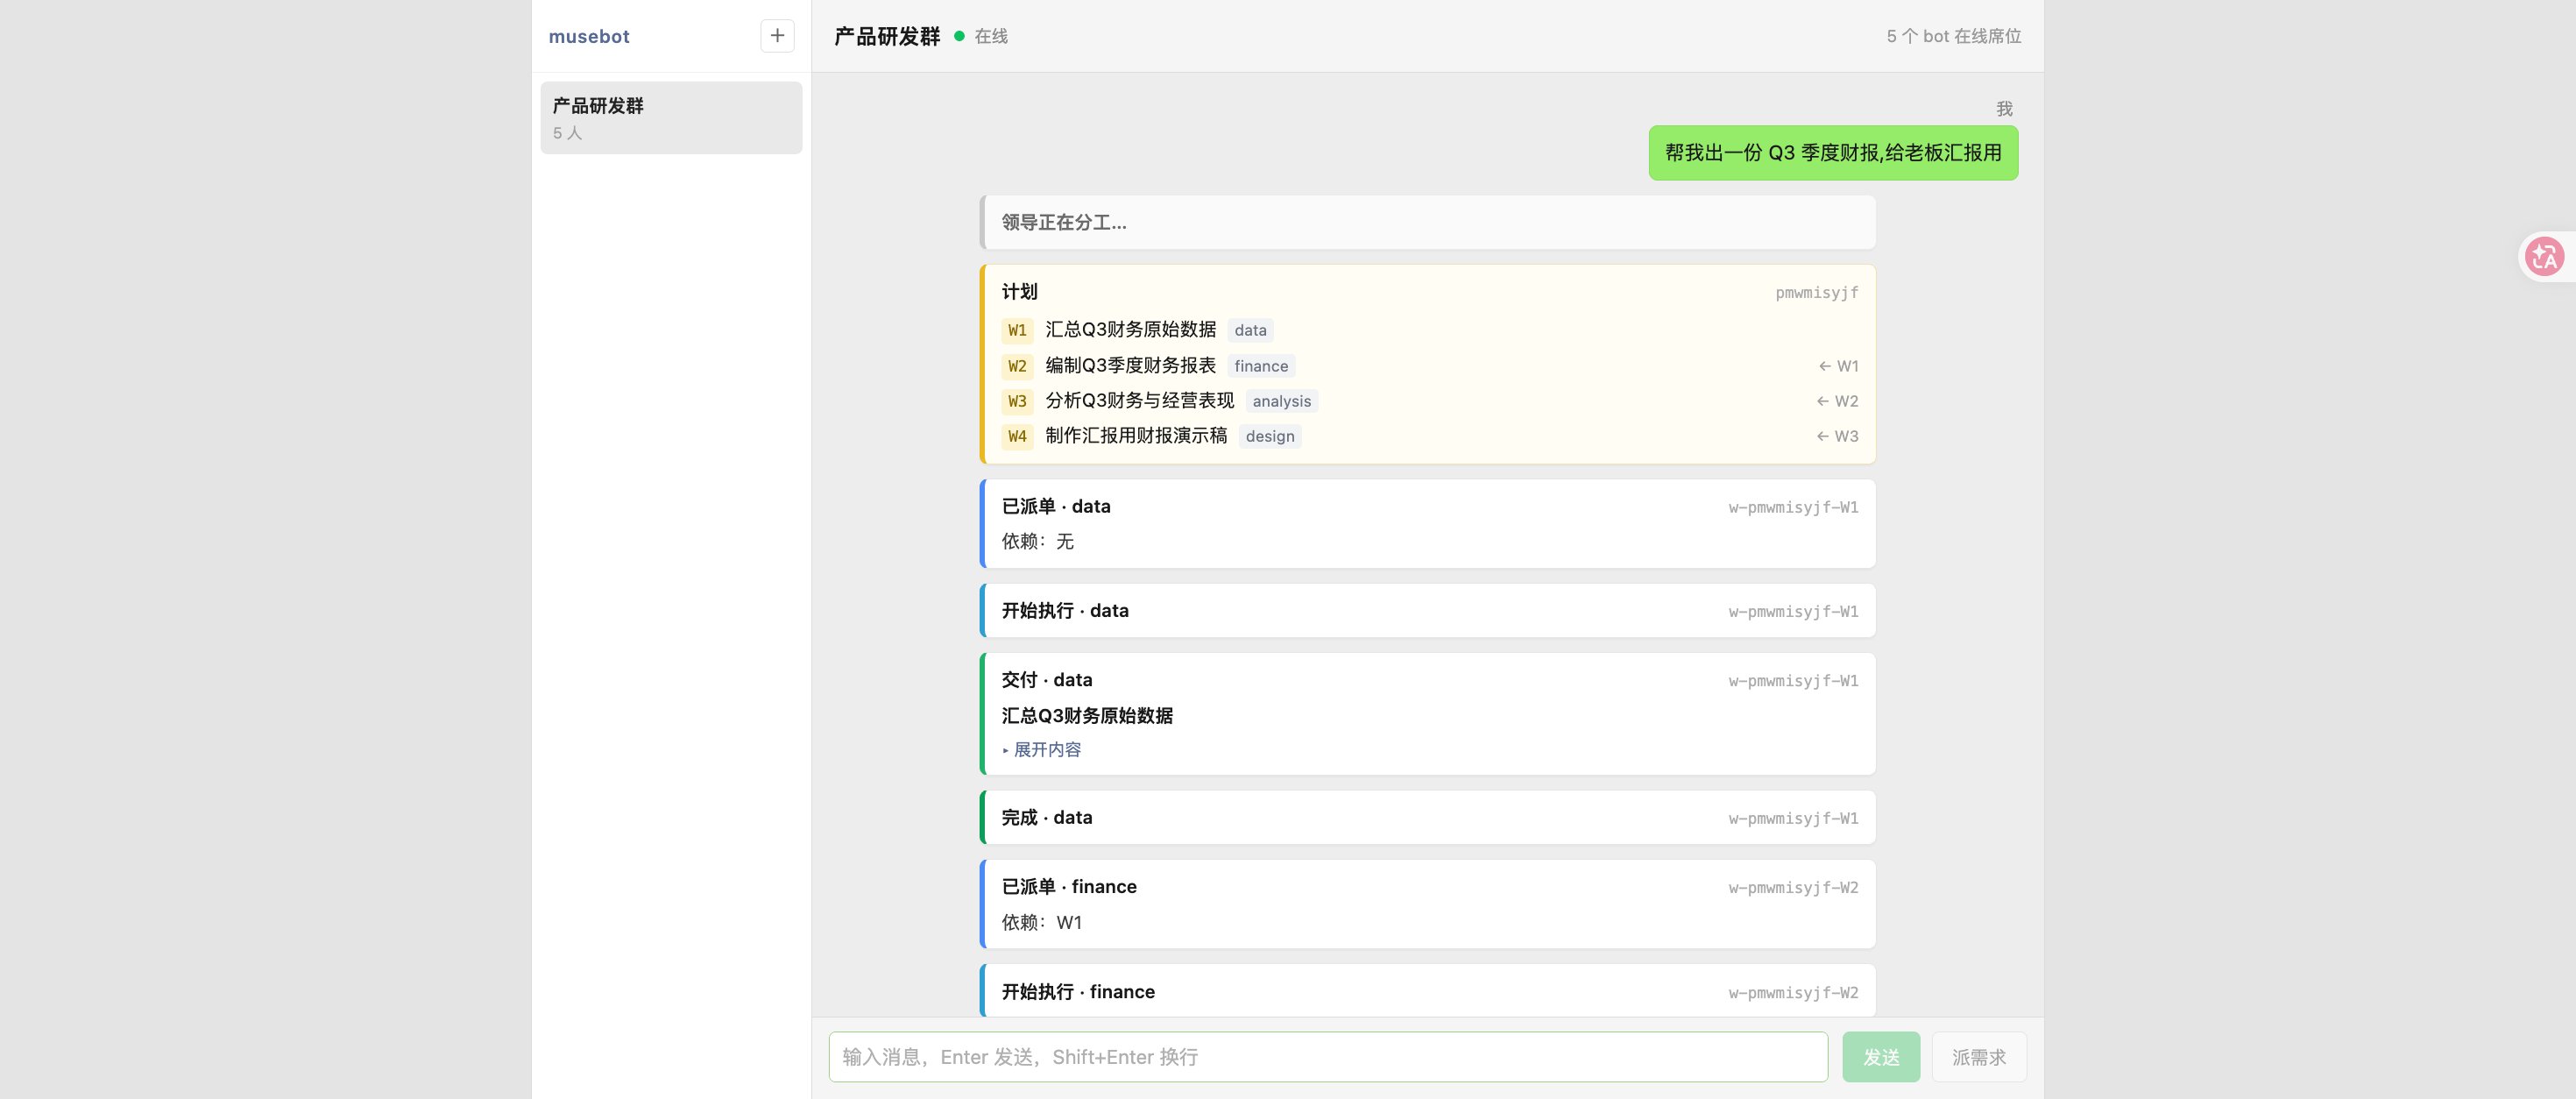 musebot
+
产品研发群
5 人
产品研发群 在线
5 个 bot 在线席位
我
帮我出一份 Q3 季度财报,给老板汇报用
领导正在分工...
计划 pmwmisyjf
W1 汇总Q3财务原始数据 data
W2 编制Q3季度财务报表 finance ← W1
W3 分析Q3财务与经营表现 analysis ← W2
W4 制作汇报用财报演示稿 design ← W3
已派单 · data w-pmwmisyjf-W1
依赖：无
开始执行 · data w-pmwmisyjf-W1
交付 · data w-pmwmisyjf-W1
汇总Q3财务原始数据
▸ 展开内容
完成 · data w-pmwmisyjf-W1
已派单 · finance w-pmwmisyjf-W2
依赖：W1
开始执行 · finance w-pmwmisyjf-W2
输入消息，Enter 发送，Shift+Enter 换行
发送
派需求